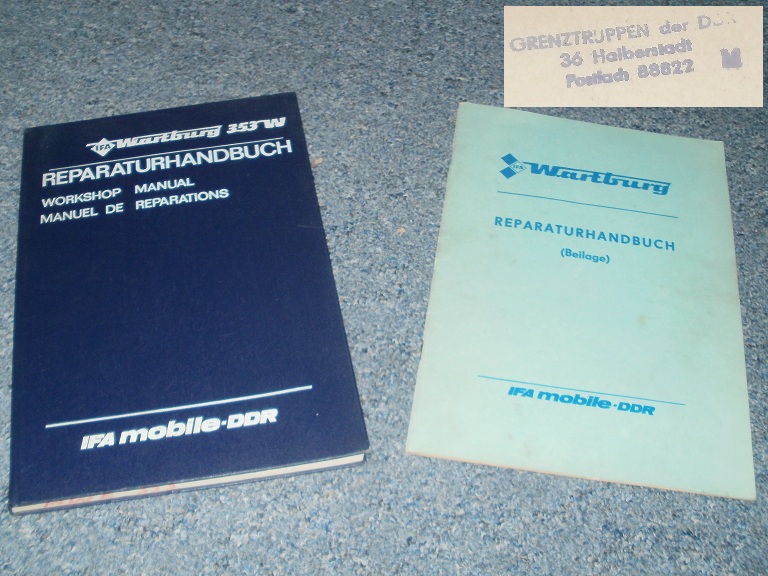 IFA Wartburg 353 W
REPARATURHANDBUCH
WORKSHOP MANUAL
MANUEL DE REPARATIONS
IFA mobile-DDR
IFA Wartburg
REPARATURHANDBUCH
(Beilage)
IFA mobile-DDR
GRENZTRUPPEN der DDR
36 Halberstadt
Postfach 88822 M